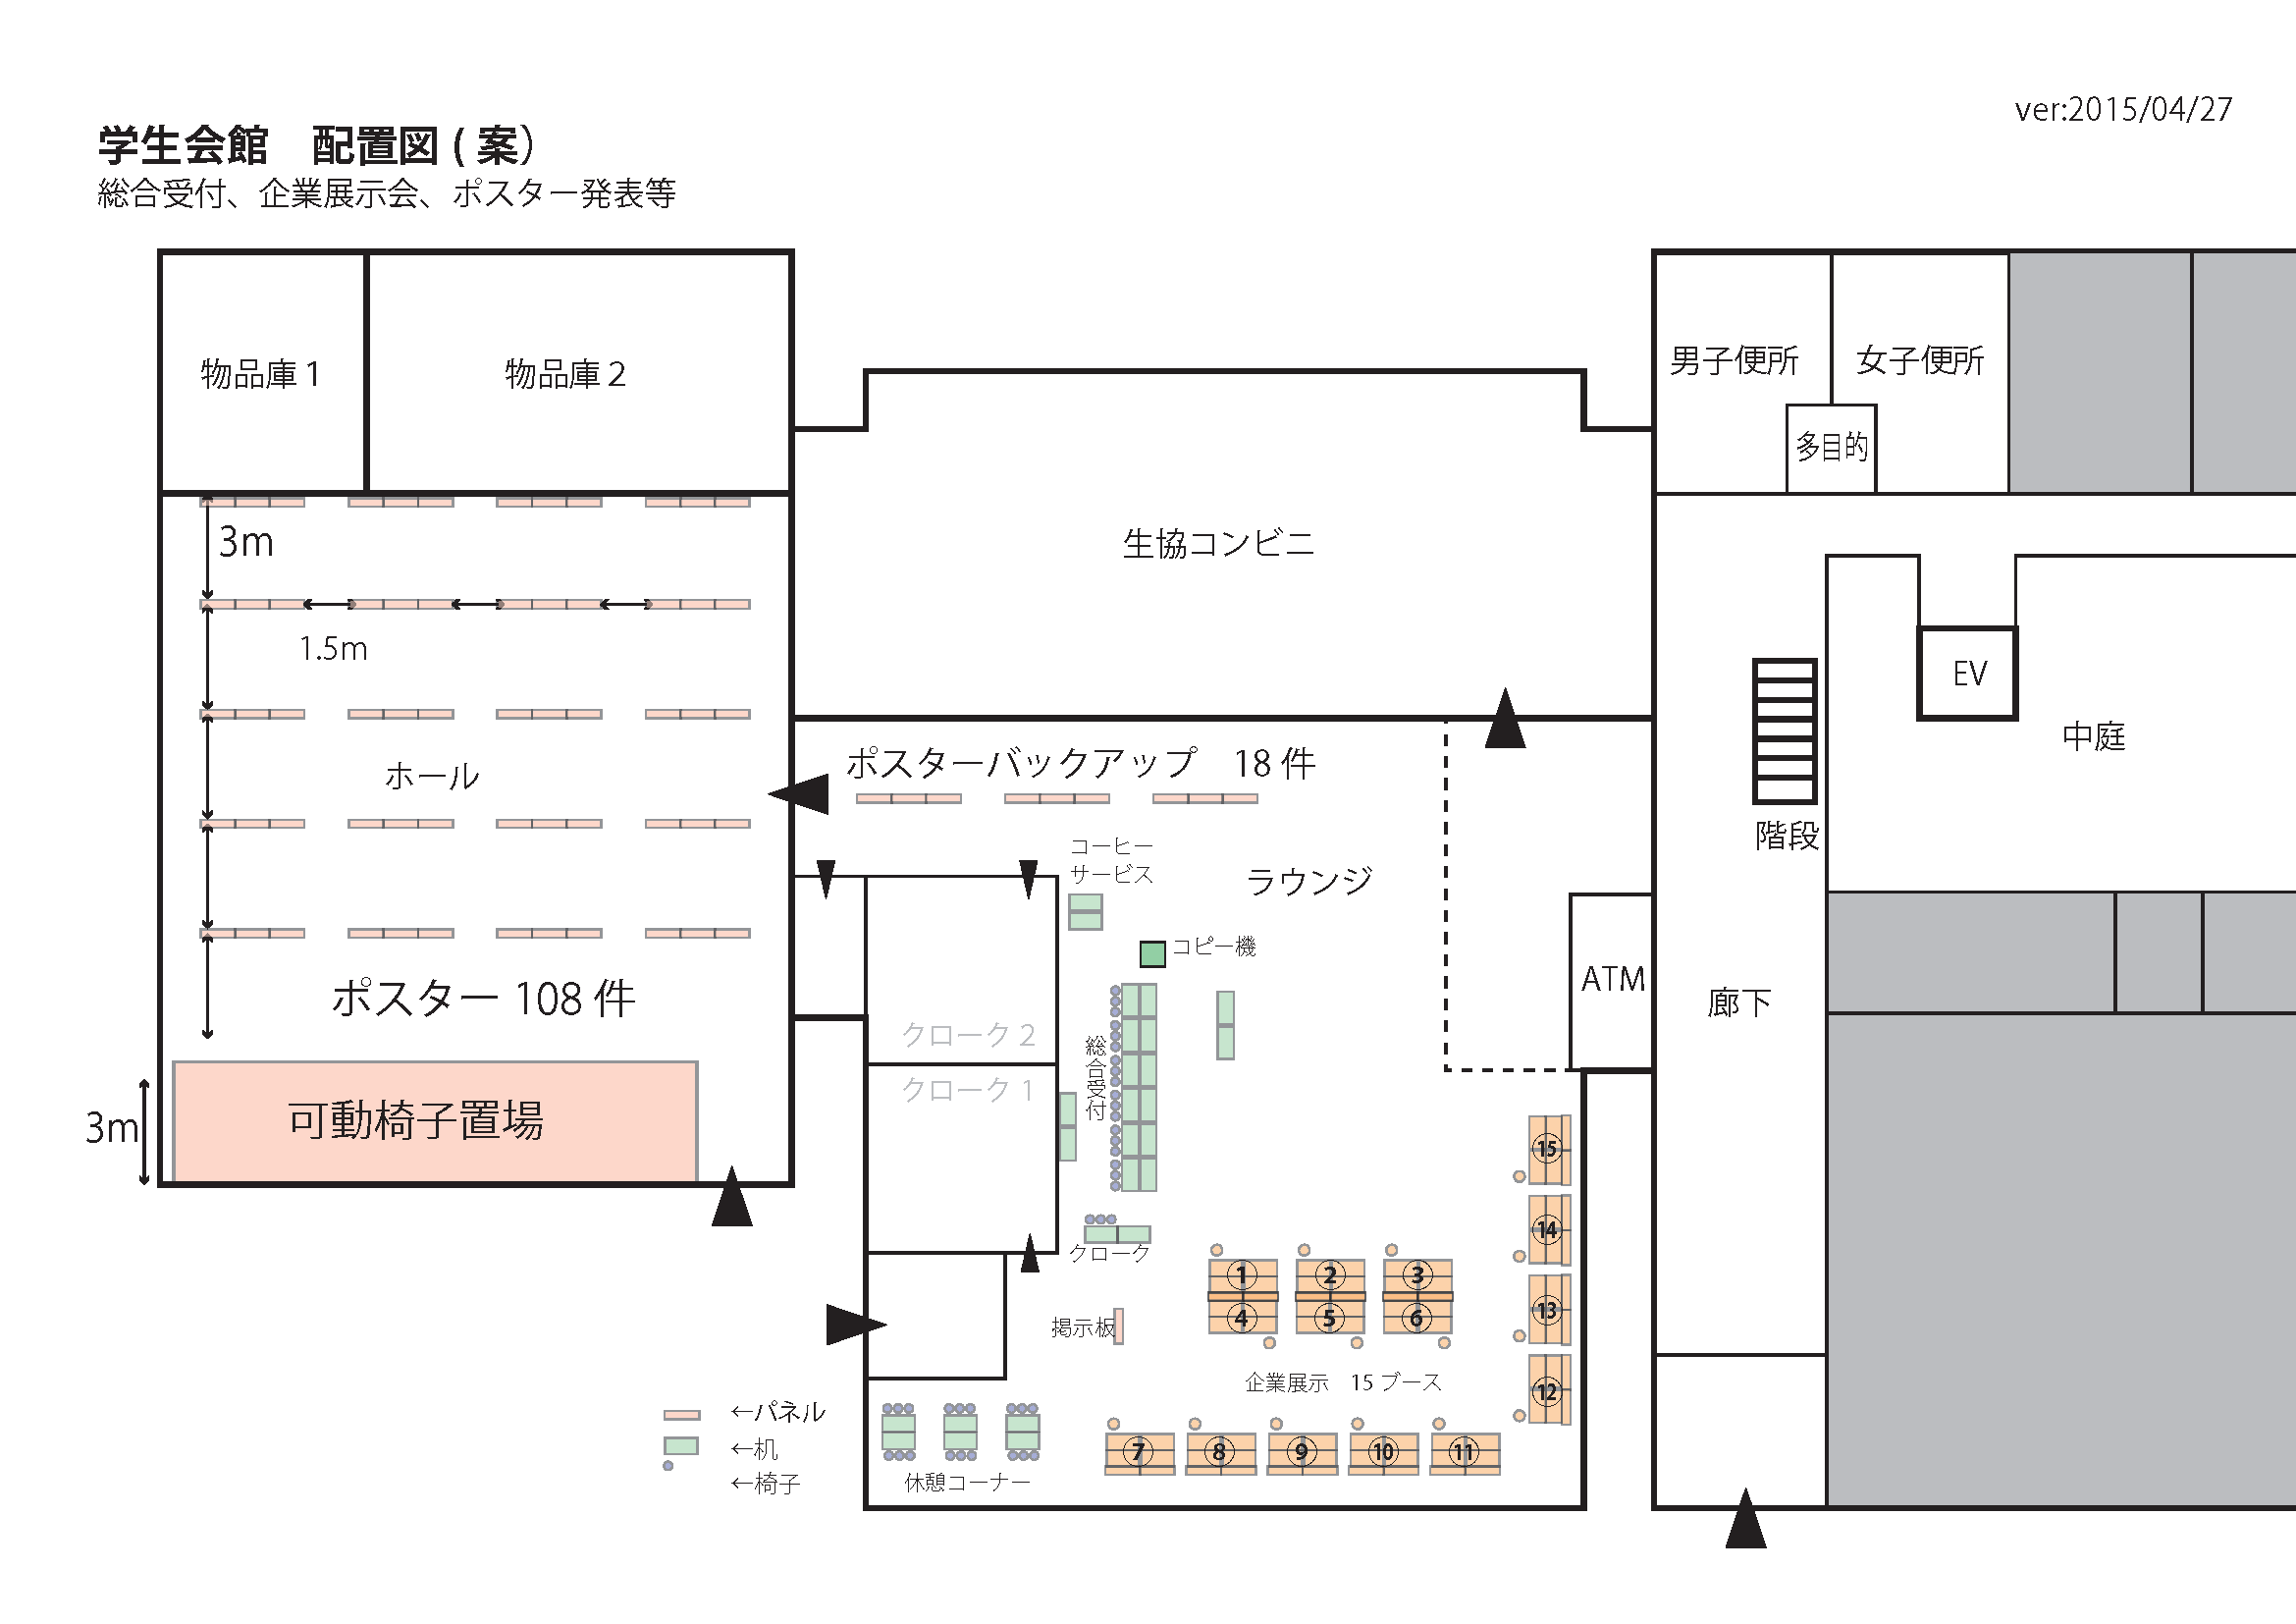 ver:2015/04/27
学生会館　配置図 ( 案）
総合受付、企業展示会、ポスター発表等
物品庫 1
物品庫 2
男子便所
女子便所
多目的
生協コンビニ
3m
1.5m
EV
中庭
ホール
ポスターバックアップ　18 件
階段
コーヒー
サービス
ラウンジ
コピー機
ATM
廊下
ポスター 108 件
クローク 2
クローク 1
総合受付
可動椅子置場
3m
クローク
15
14
13
12
1
2
3
4
5
6
掲示板
企業展示　15 ブース
7
8
9
10
11
休憩コーナー
←パネル
←机
←椅子